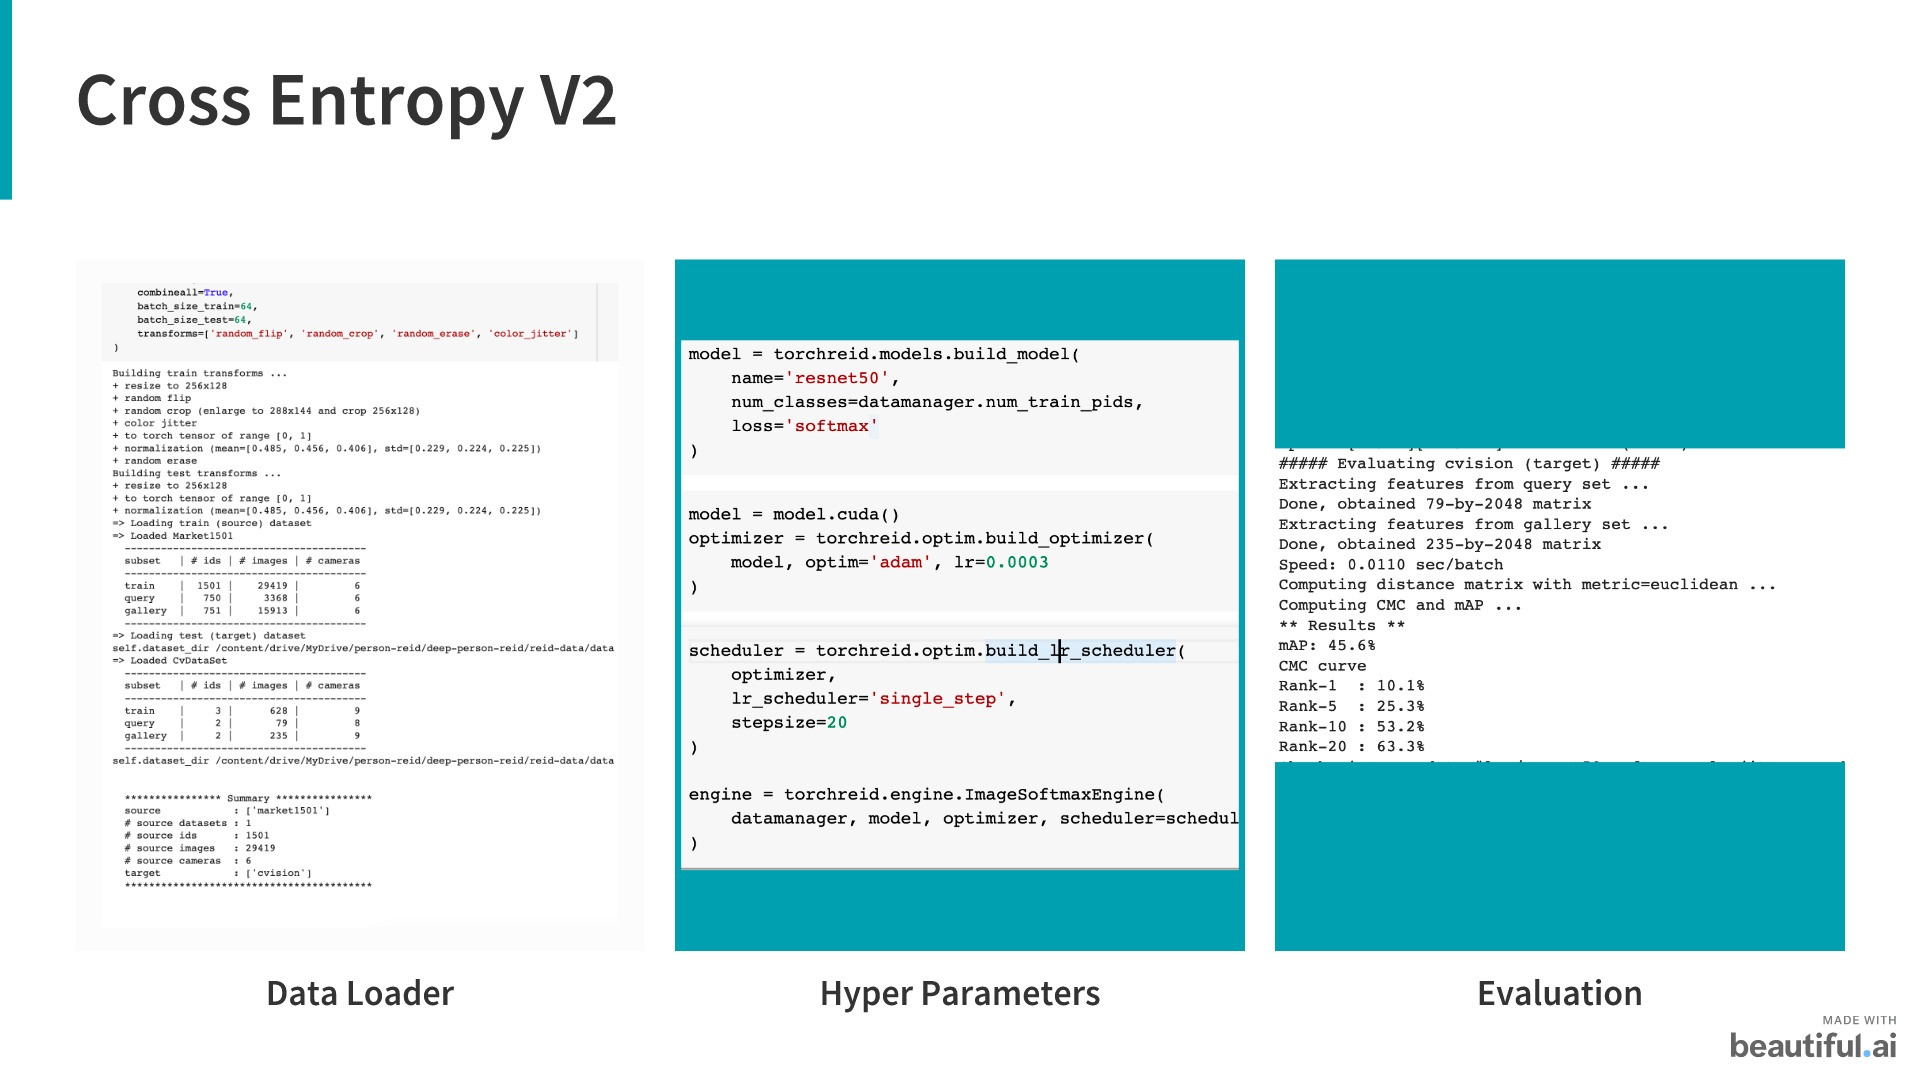 Cross Entropy V2
combineall=True,
batch_size_train=64,
batch_size_test=64,
transforms=['random_flip', 'random_crop', 'random_erase', 'color_jitter']
)
Building train transforms ...
+ resize to 256x128
+ random flip
+ random crop (enlarge to 288x144 and crop 256x128)
+ color jitter
+ to torch tensor of range [0, 1]
+ normalization (mean=[0.485, 0.456, 0.406], std=[0.229, 0.224, 0.225])
+ random erase
Building test transforms ...
+ resize to 256x128
+ to torch tensor of range [0, 1]
+ normalization (mean=[0.485, 0.456, 0.406], std=[0.229, 0.224, 0.225])
=> Loading train (source) dataset
=> Loaded Market1501
----------------------------------------
subset | # ids | # images | # cameras
----------------------------------------
train | 1501 | 29419 | 6
query | 750 | 3368 | 6
gallery | 751 | 15913 | 6
----------------------------------------
=> Loading test (target) dataset
self.dataset_dir /content/drive/MyDrive/person-reid/deep-person-reid/reid-data/data
=> Loaded CvDataSet
----------------------------------------
subset | # ids | # images | # cameras
----------------------------------------
train | 3 | 628 | 9
query | 2 | 79 | 8
gallery | 2 | 235 | 9
----------------------------------------
self.dataset_dir /content/drive/MyDrive/person-reid/deep-person-reid/reid-data/data
**************** Summary ****************
source : ['market1501']
# source datasets : 1
# source ids : 1501
# source images : 29419
# source cameras : 6
target : ['cvision']
*****************************************
Data Loader
model = torchreid.models.build_model(
name='resnet50',
num_classes=datamanager.num_train_pids,
loss='softmax'
)
model = model.cuda()
optimizer = torchreid.optim.build_optimizer(
model, optim='adam', lr=0.0003
)
scheduler = torchreid.optim.build_lr_scheduler(
optimizer,
lr_scheduler='single_step',
stepsize=20
)
engine = torchreid.engine.ImageSoftmaxEngine(
datamanager, model, optimizer, scheduler=schedul
)
Hyper Parameters
##### Evaluating cvision (target) #####
Extracting features from query set ...
Done, obtained 79-by-2048 matrix
Extracting features from gallery set ...
Done, obtained 235-by-2048 matrix
Speed: 0.0110 sec/batch
Computing distance matrix with metric=euclidean ...
Computing CMC and mAP ...
** Results **
mAP: 45.6%
CMC curve
Rank-1 : 10.1%
Rank-5 : 25.3%
Rank-10 : 53.2%
Rank-20 : 63.3%
Evaluation
MADE WITH
beautiful.ai